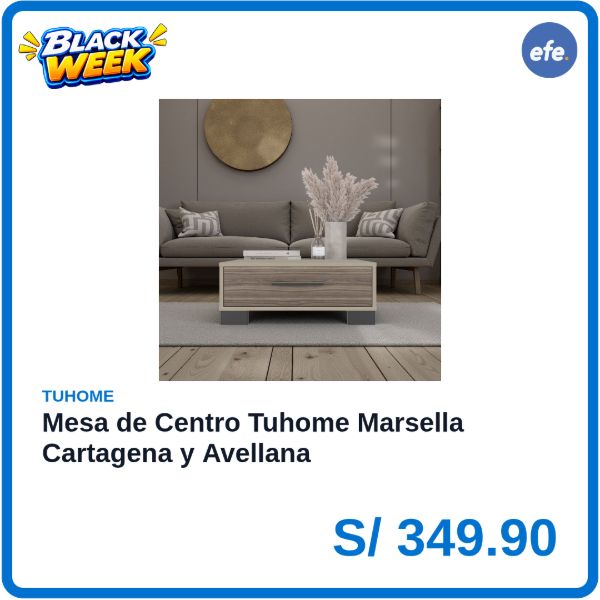 BLACK
WEEK
efe.
TUHOME
Mesa de Centro Tuhome Marsella
Cartagena y Avellana
S/ 349.90